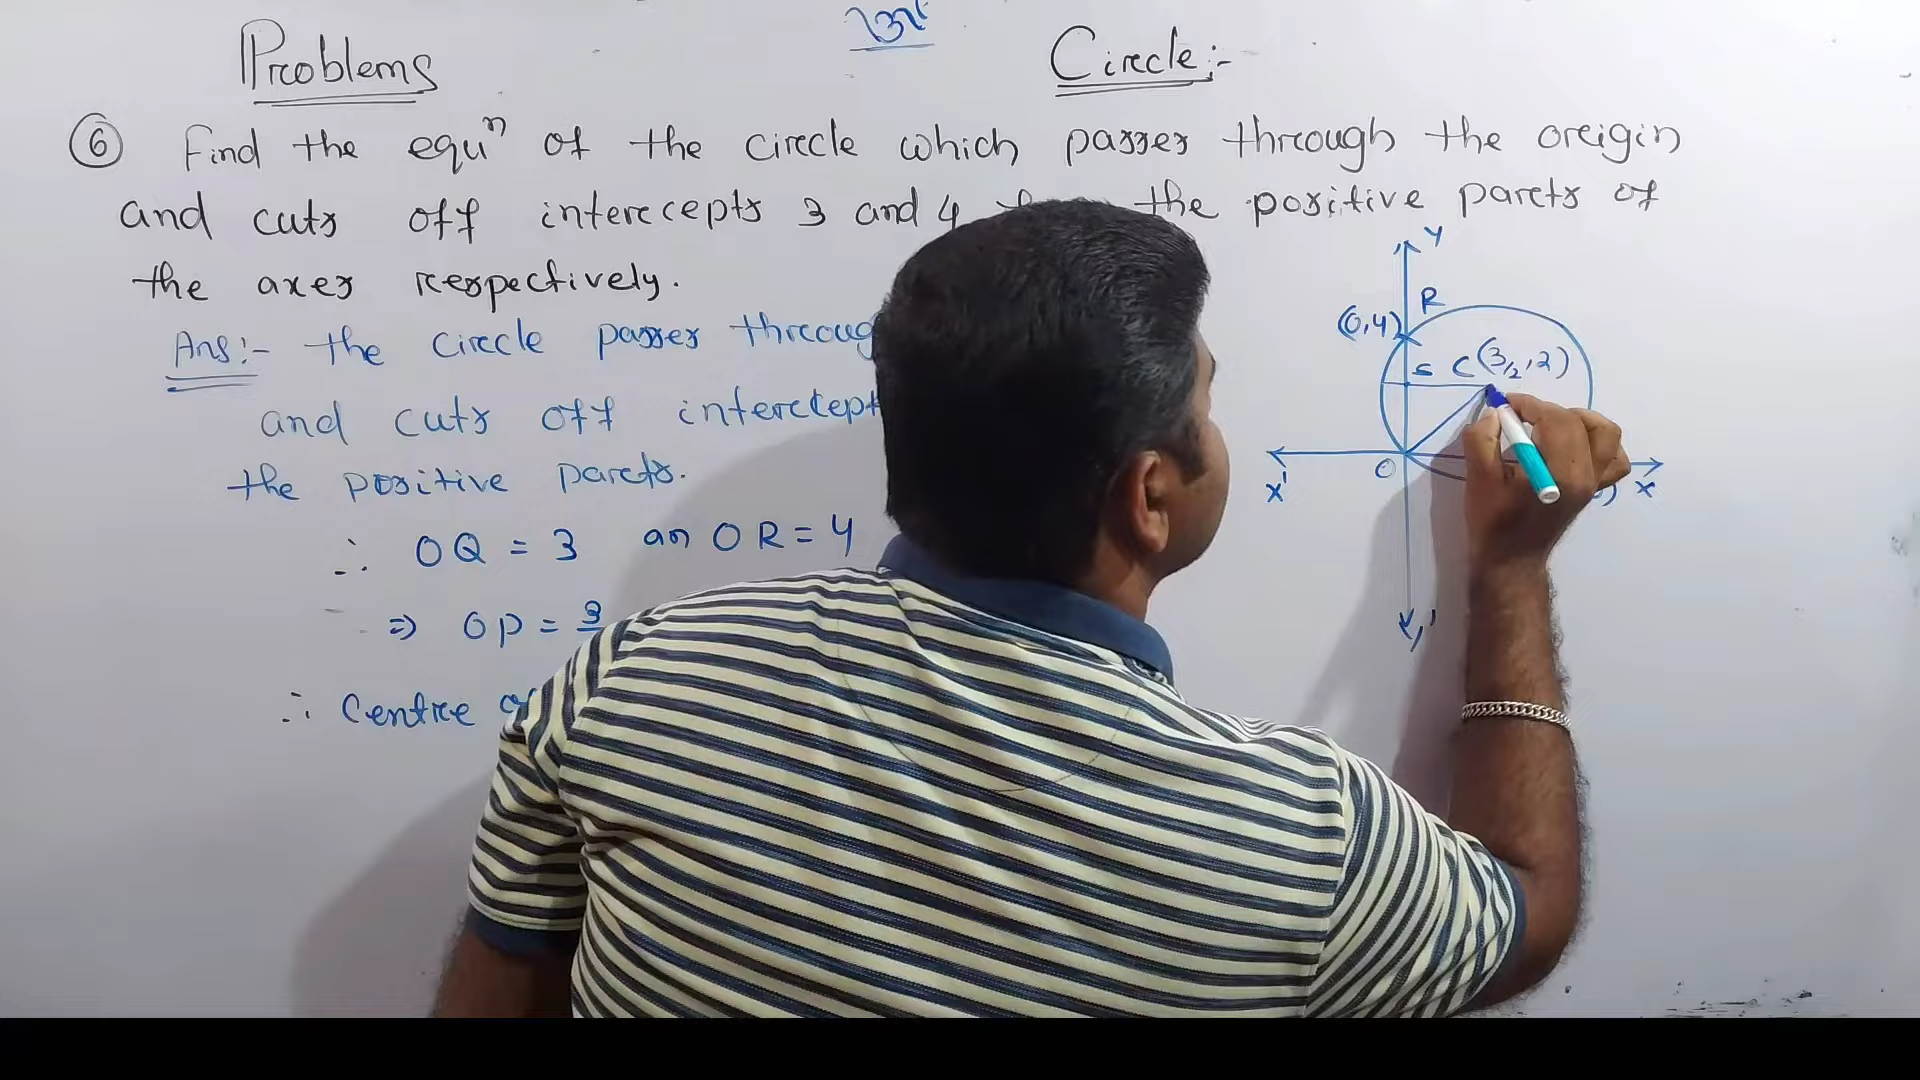 Problems
Circle:-
6 Find the equⁿ of the circle which passes through the origin
and cuts off intercepts 3 and 4 the positive parts of
the axes respectively.
Ans:- the circle passes
and cuts off
the positive parts.
∴ OQ = 3 an OR = 4
⇒ OP = 3
∴ Centre
Y
R
(0,4)
S C(3/2,2)
O
X' X
Y'